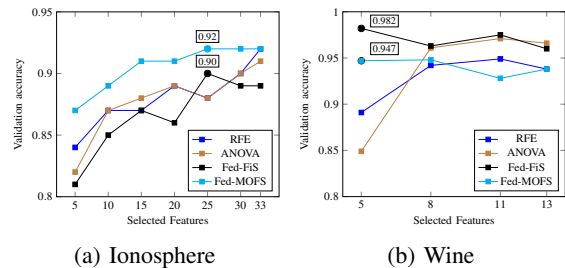 0.95
0.92
0.90
0.9
0.85
0.8
Validation accuracy
RFE
ANOVA
Fed-FiS
Fed-MOFS
5 10 15 20 25 30 33
Selected Features
(a) Ionosphere
1
0.982
0.947
0.95
0.9
0.85
0.8
Validation accuracy
RFE
ANOVA
Fed-FiS
Fed-MOFS
5 8 11 13
Selected Features
(b) Wine